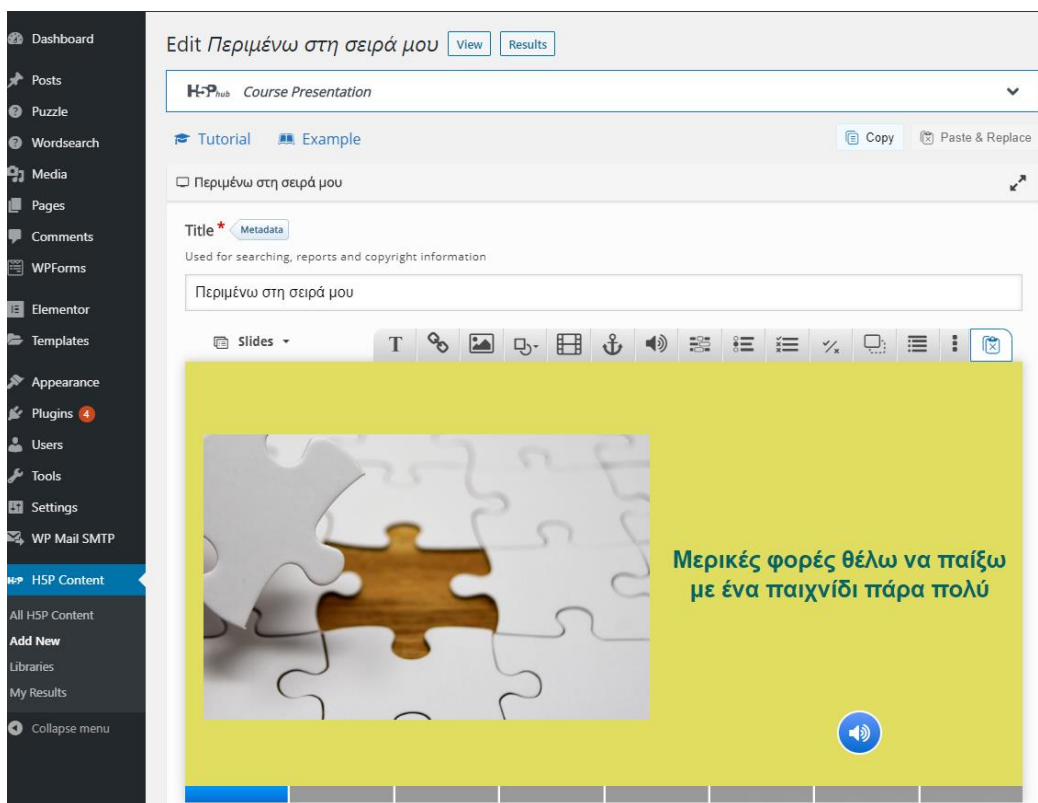 Dashboard
Posts
Puzzle
Wordsearch
Media
Pages
Comments
WPForms
Elementor
Templates
Appearance
Plugins 4
Users
Tools
Settings
WP Mail SMTP
H5P H5P Content
All H5P Content
Add New
Libraries
My Results
Collapse menu
Edit Περιμένω στη σειρά μου View Results
H5P hub Course Presentation
Tutorial Example Copy Paste & Replace
Περιμένω στη σειρά μου
Title * Metadata
Used for searching, reports and copyright information
Περιμένω στη σειρά μου
Slides T
Μερικές φορές θέλω να παίξω
με ένα παιχνίδι πάρα πολύ